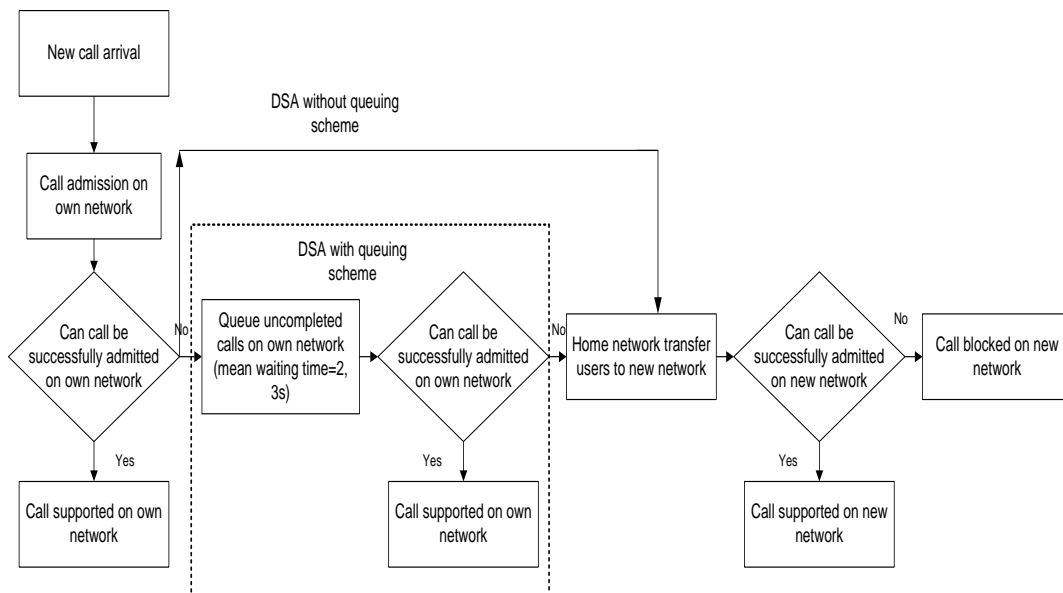 New call arrival
DSA without queuing
scheme
Call admission on
own network
DSA with queuing
scheme
Can call be
successfully admitted
on own network
No
Queue uncompleted
calls on own network
(mean waiting time=2,
3s)
Can call be
successfully admitted
on own network
No
Home network transfer
users to new network
Can call be
successfully admitted
on new network
No
Call blocked on new
network
Yes
Call supported on own
network
Yes
Call supported on own
network
Yes
Call supported on new
network